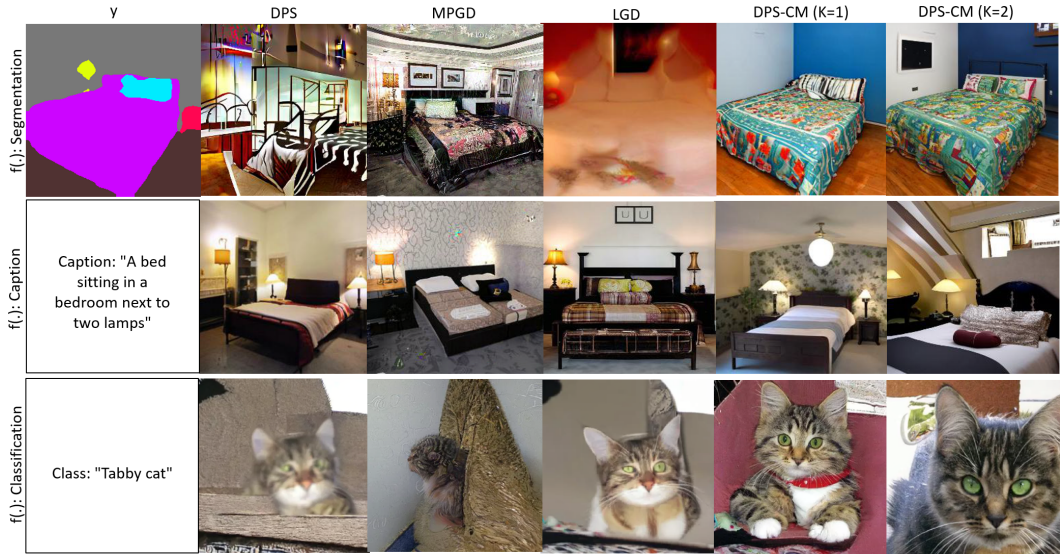 y DPS MPGD LGD DPS-CM (K=1) DPS-CM (K=2)
f(.): Segmentation
f(.): Caption
Caption: "A bed
sitting in a
bedroom next to
two lamps"
f(.): Classification
Class: "Tabby cat"